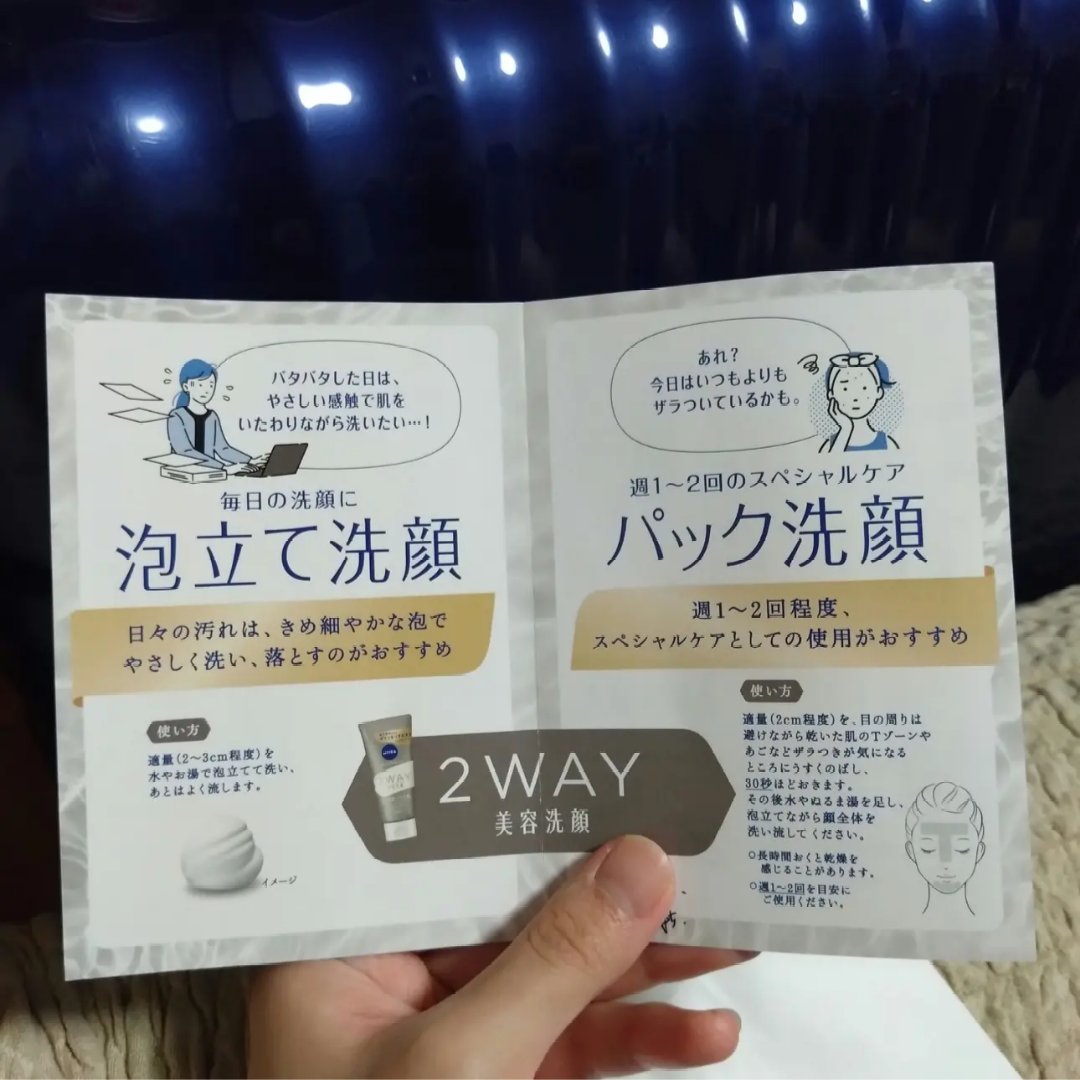 バタバタした日は、
やさしい感触で肌を
いたわりながら洗いたい…!
毎日の洗顔に
泡立て洗顔
日々の汚れは、きめ細やかな泡で
やさしく洗い、落とすのがおすすめ
使い方
適量(2〜3cm程度)を
水やお湯で泡立てて洗い、
あとはよく流します。
イメージ
NIVEA
2WAY
美容洗顔
あれ?
今日はいつもよりも
ザラついているかも。
週1〜2回のスペシャルケア
パック洗顔
週1〜2回程度、
スペシャルケアとしての使用がおすすめ
使い方
適量(2cm程度)を、目の周りは
避けながら乾いた肌のTゾーンや
あごなどザラつきが気になる
ところにうすくのばし、
30秒ほどおきます。
その後水やぬるま湯を足し、
泡立てながら顔全体を
洗い流してください。
○長時間おくと乾燥を
感じることがあります。
○週1〜2回を目安に
ご使用ください。